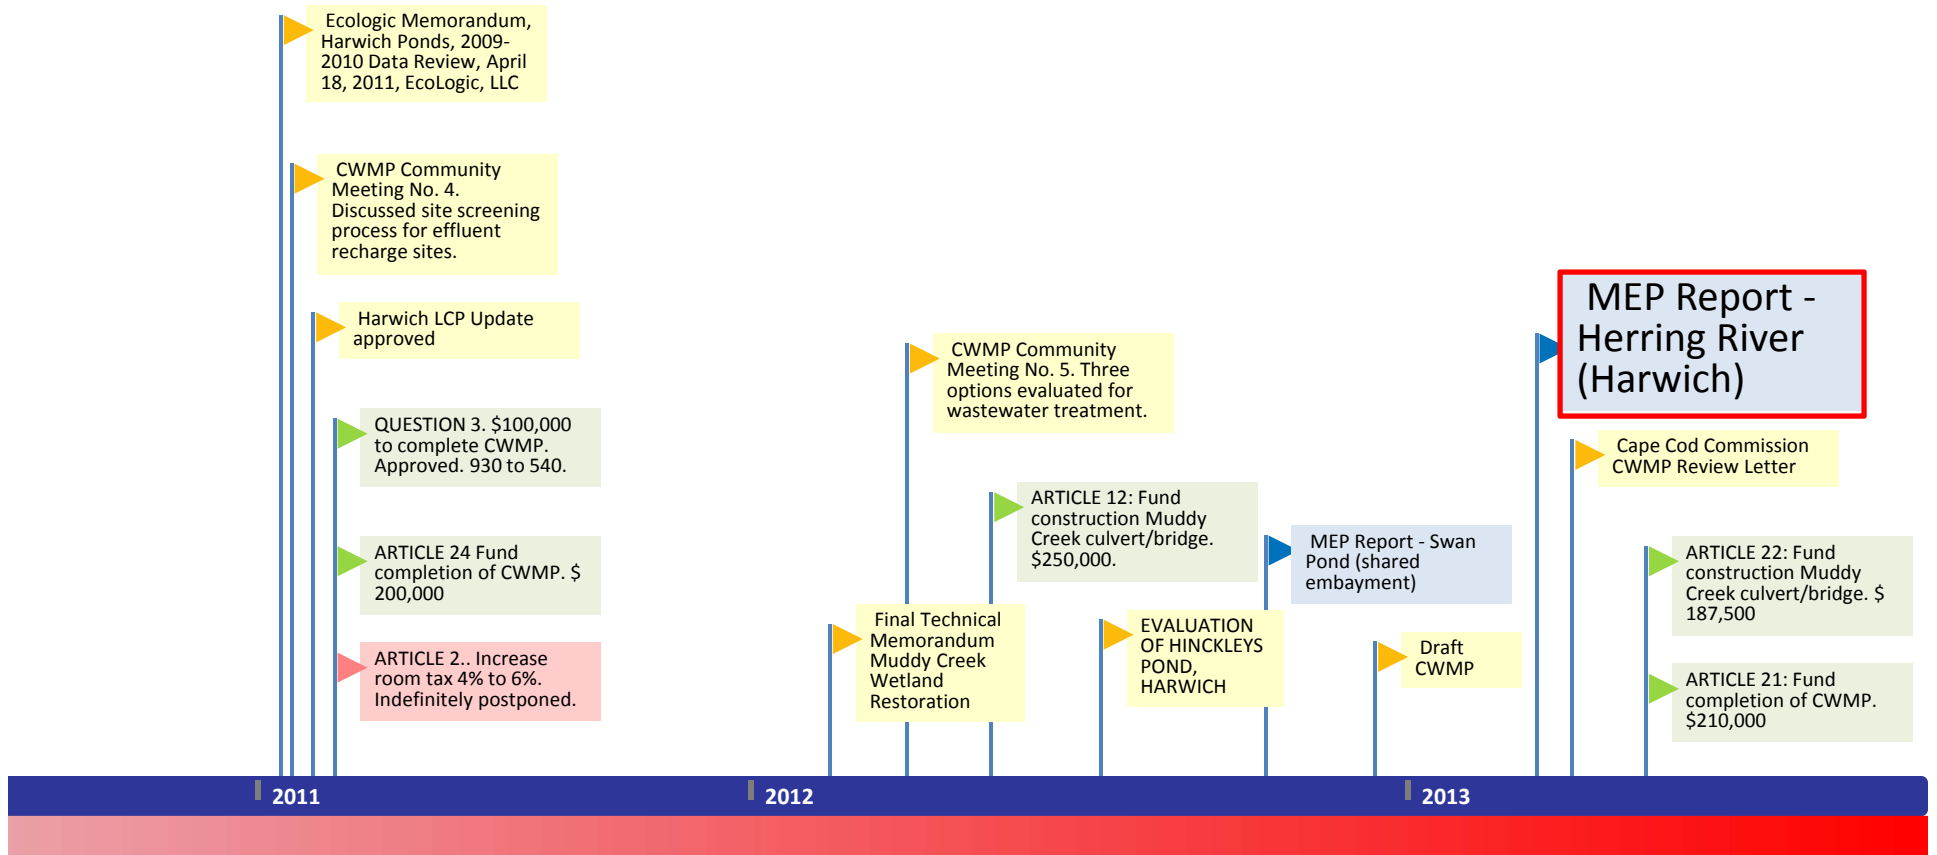 Ecologic Memorandum,
Harwich Ponds, 2009-
2010 Data Review, April
18, 2011, EcoLogic, LLC
CWMP Community
Meeting No. 4.
Discussed site screening
process for effluent
recharge sites.
Harwich LCP Update
approved
QUESTION 3. $100,000
to complete CWMP.
Approved. 930 to 540.
ARTICLE 24 Fund
completion of CWMP. $
200,000
ARTICLE 2.. Increase
room tax 4% to 6%.
Indefinitely postponed.
Final Technical
Memorandum
Muddy Creek
Wetland
Restoration
CWMP Community
Meeting No. 5. Three
options evaluated for
wastewater treatment.
ARTICLE 12: Fund
construction Muddy
Creek culvert/bridge.
$250,000.
EVALUATION
OF HINCKLEYS
POND,
HARWICH
MEP Report - Swan
Pond (shared
embayment)
Draft
CWMP
MEP Report -
Herring River
(Harwich)
Cape Cod Commission
CWMP Review Letter
ARTICLE 22: Fund
construction Muddy
Creek culvert/bridge. $
187,500
ARTICLE 21: Fund
completion of CWMP.
$210,000
2011
2012
2013